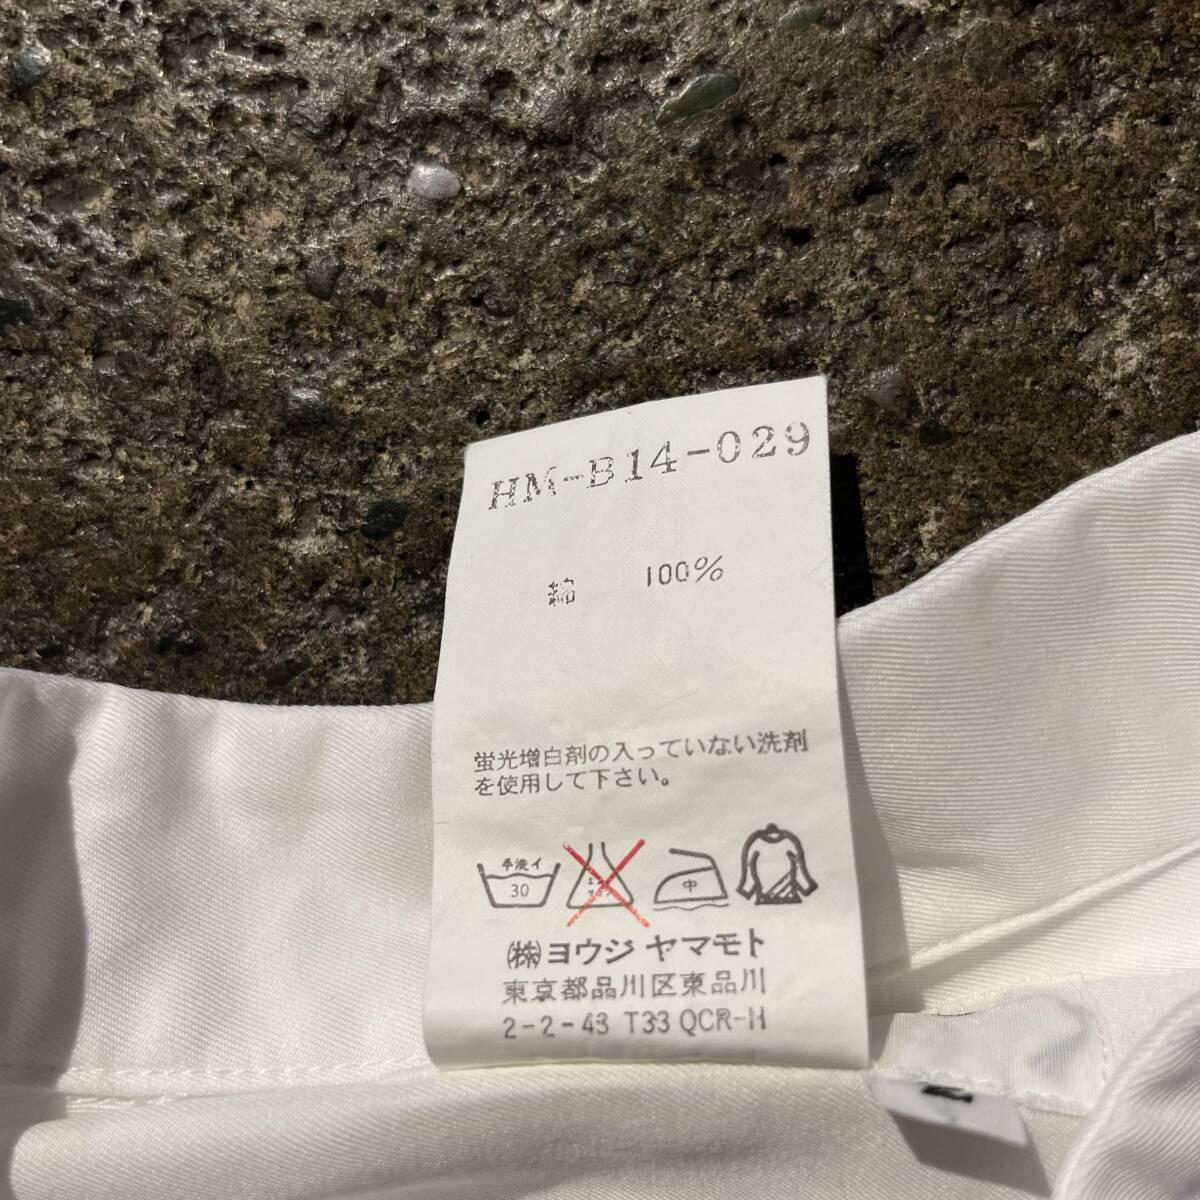 HM-B14-029
綿 100%
蛍光増白剤の入っていない洗剤
を使用して下さい。
手洗イ
30
中
㈱ヨウジ ヤマモト
東京都品川区東品川
2-2-43 T33 QCR-H